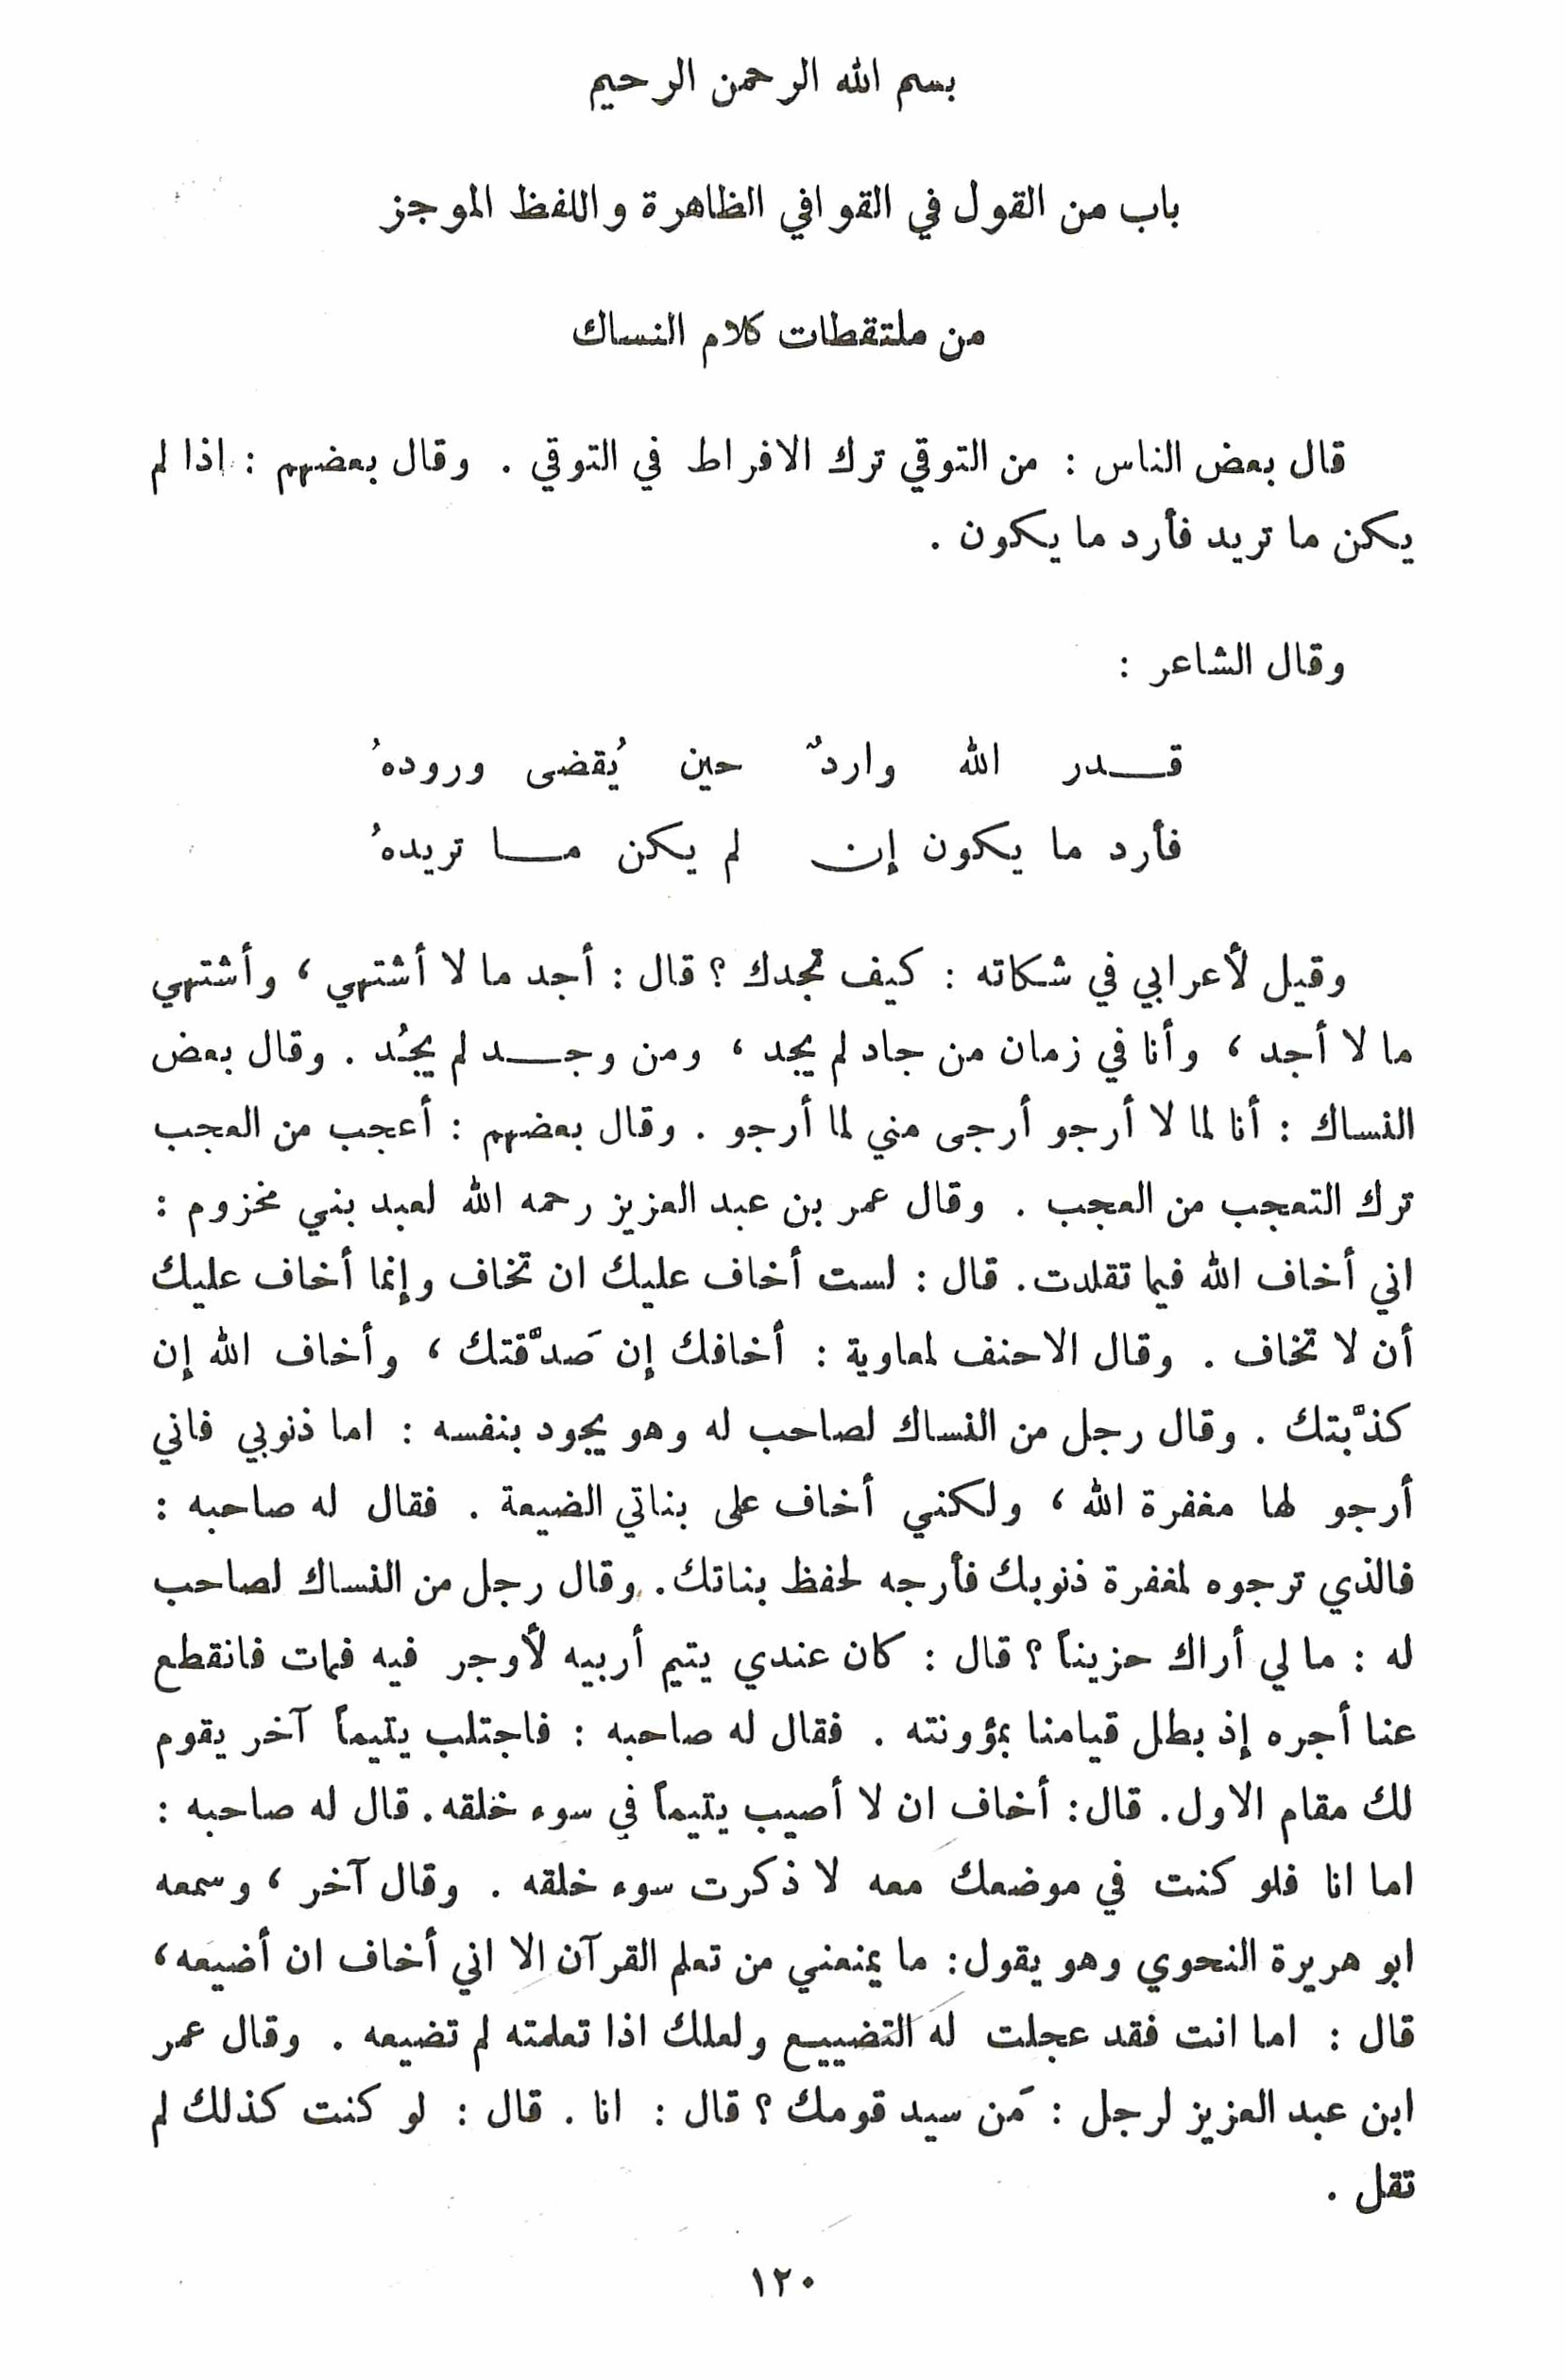 بسم الله الرحمن الرحيم
باب من القول في القوافي الظاهرة واللفظ الموجز
من ملتقطات كلام النساك
قال بعض الناس : من التوقي ترك الافراط في التوقي . وقال بعضهم : اذا لم
يكن ما تريد فأرد ما يكون .
وقال الشاعر :
قـــدر الله واردٌ حين يُقضى ورودهُ
فأرد ما يكون إن لم يكن مـــا تريدهُ
وقيل لأعرابي في شكاته : كيف تجدك ؟ قال : أجد ما لا أشتهي ، وأشتهي
ما لا أجد ، وأنا في زمان من جاد لم يجد ، ومن وجـــد لم يجُد . وقال بعض
النساك : أنا لما لا أرجو أرجى مني لما أرجو . وقال بعضهم : أعجب من العجب
ترك التعجب من العجب . وقال عمر بن عبد العزيز رحمه الله لعبد بني مخزوم :
اني أخاف الله فيما تقلدت . قال : لست أخاف عليك ان تخاف وإنما أخاف عليك
أن لا تخاف . وقال الاحنف لمعاوية : أخافك إن صَدَّقتك ، وأخاف الله إن
كذّبتك . وقال رجل من النساك لصاحب له وهو يجود بنفسه : اما ذنوبي فاني
أرجو لها مغفرة الله ، ولكني أخاف على بناتي الضيعة . فقال له صاحبه :
فالذي ترجوه لمغفرة ذنوبك فأرجه لحفظ بناتك . وقال رجل من النساك لصاحب
له : ما لي أراك حزيناً ؟ قال : كان عندي يتيم أربيه لأوجر فيه فمات فانقطع
عنا أجره إذ بطل قيامنا بمؤونته . فقال له صاحبه : فاجتلب يتيماً آخر يقوم
لك مقام الاول . قال : أخاف ان لا أصيب يتيماً في سوء خلقه . قال له صاحبه :
اما انا فلو كنت في موضعك معه لا ذكرت سوء خلقه . وقال آخر ، وسمعه
ابو هريرة النحوي وهو يقول : ما يمنعني من تعلم القرآن الا اني أخاف ان أضيعه ،
قال : اما انت فقد عجلت له التضييع ولعلك اذا تعلمته لم تضيعه . وقال عمر
ابن عبد العزيز لرجل : مَن سيد قومك ؟ قال : انا . قال : لو كنت كذلك لم
تقل .
١٢٠